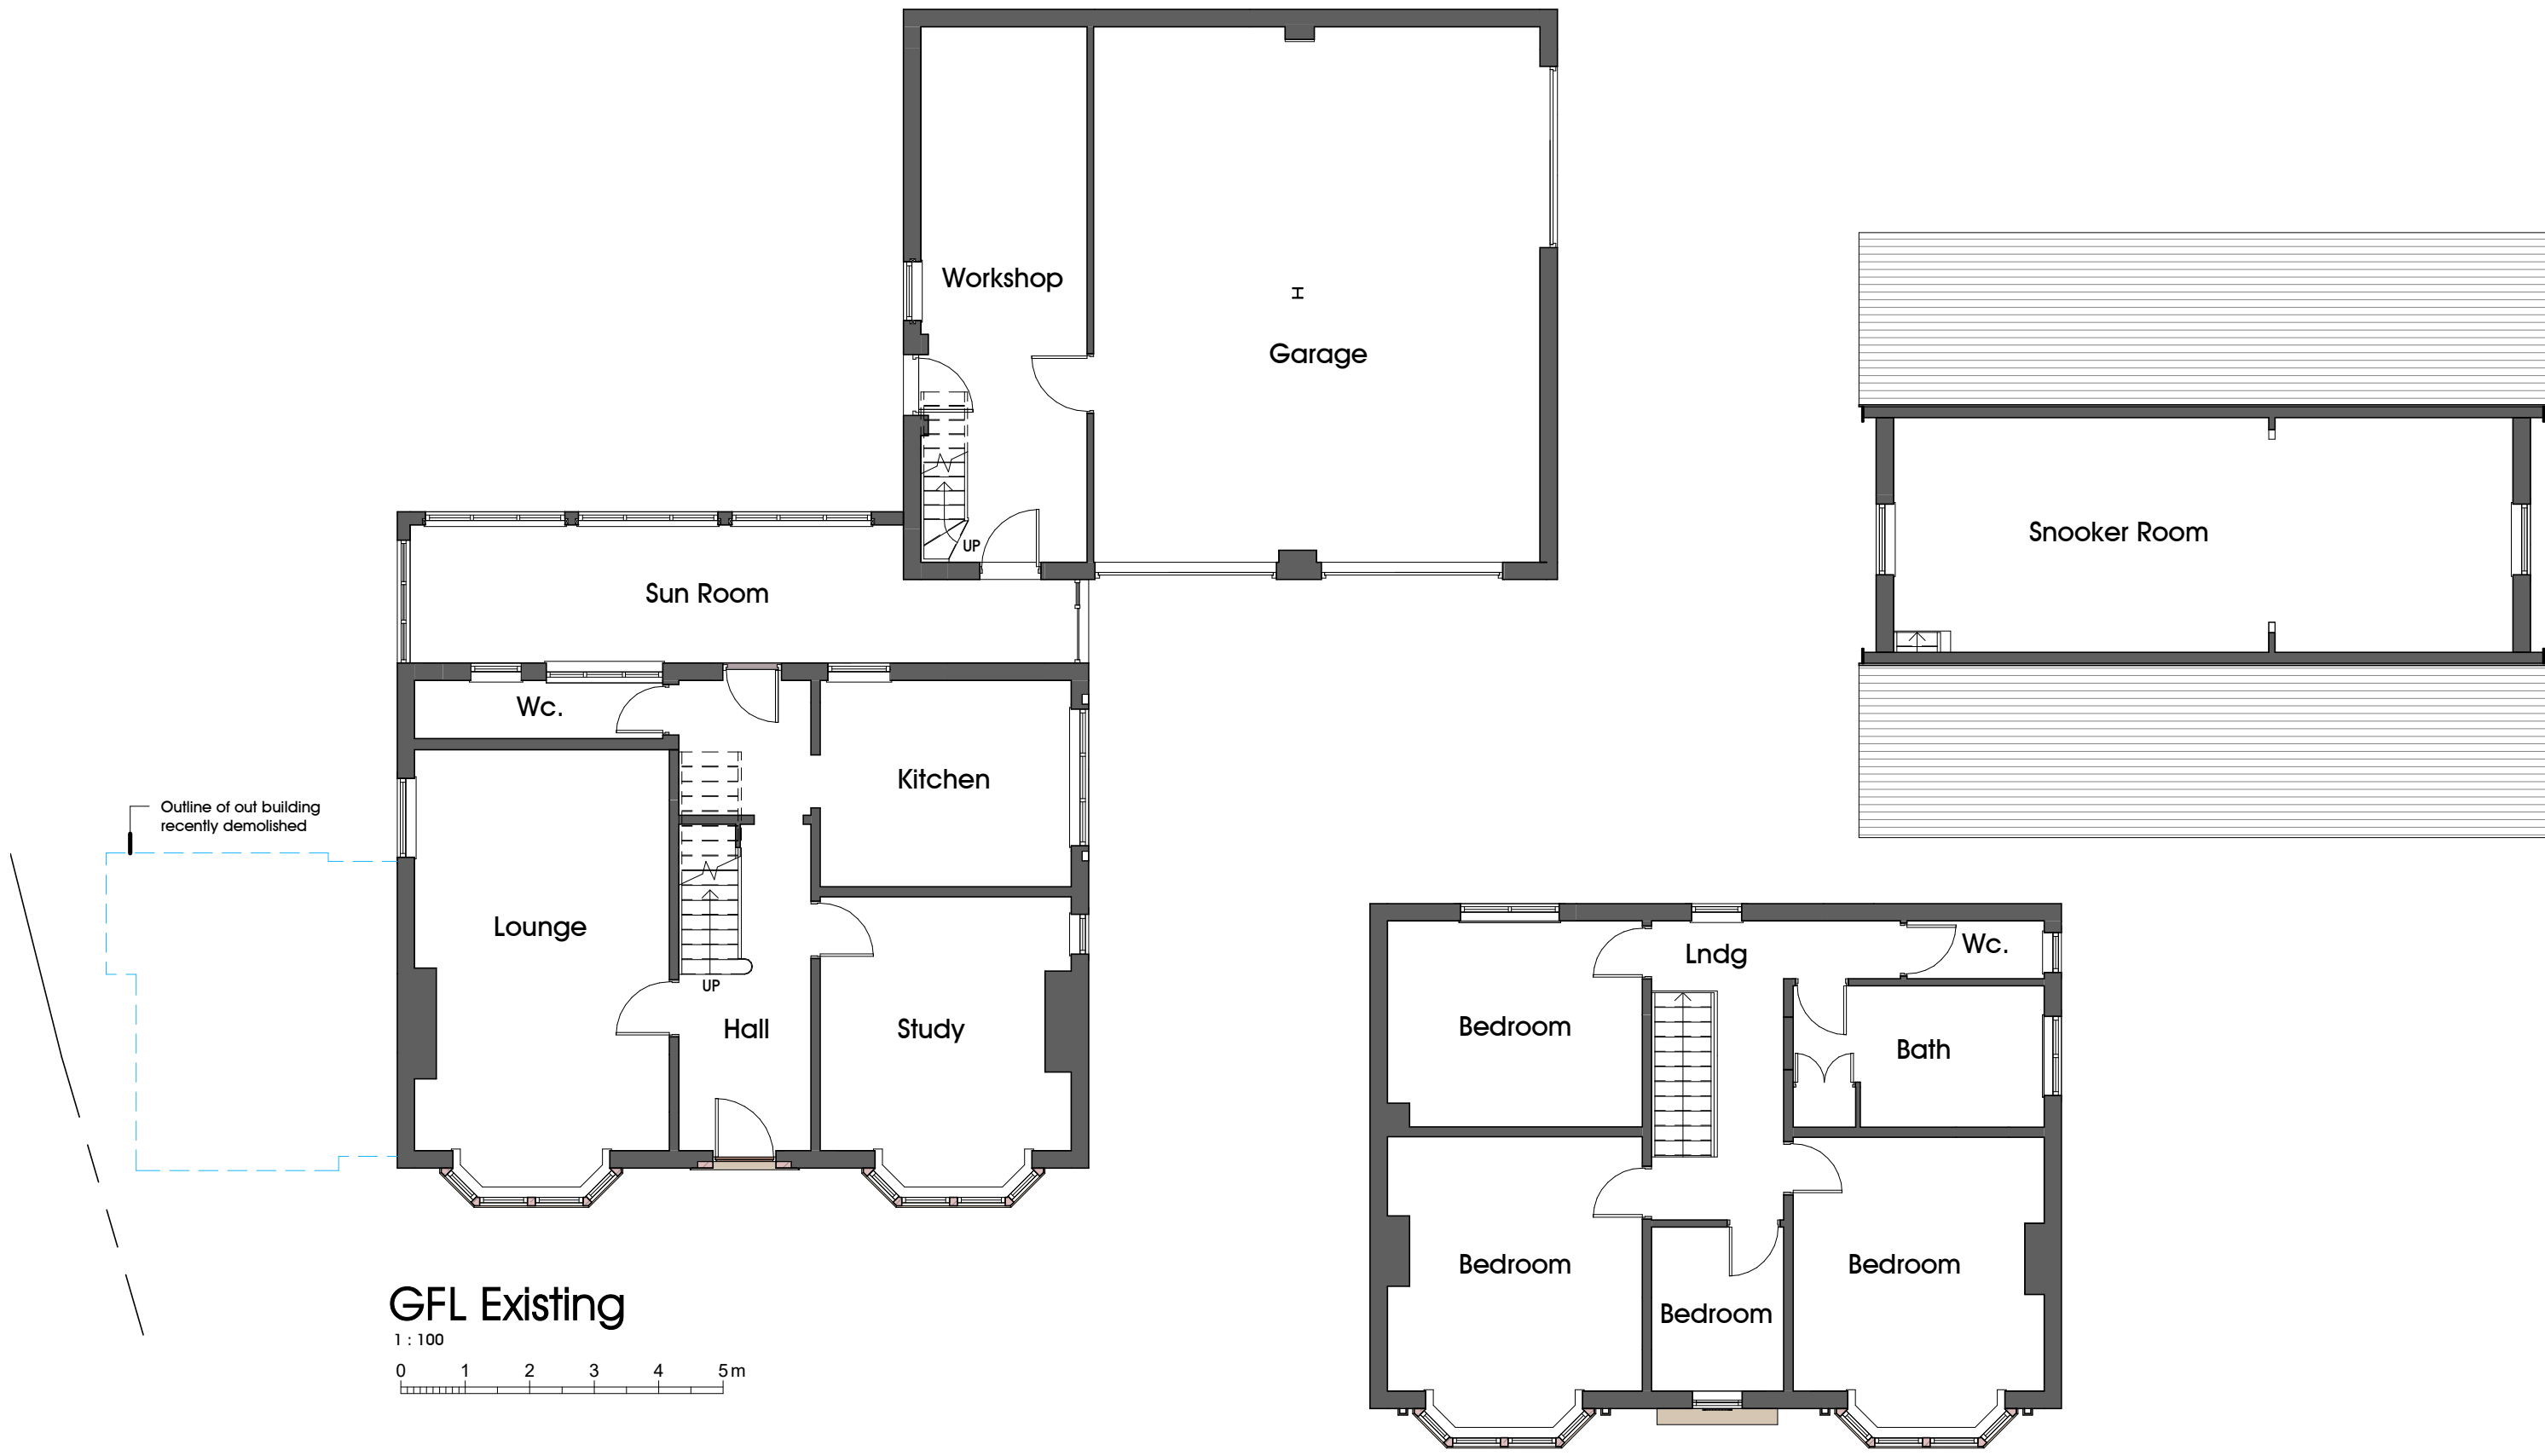 Workshop
Garage
UP
Snooker Room
Sun Room
Wc.
Kitchen
Outline of out building
recently demolished
Lounge
UP
Hall
Study
Lndg
Wc.
Bedroom
Bath
Bedroom
Bedroom
Bedroom
GFL Existing
1 : 100
0 1 2 3 4 5m